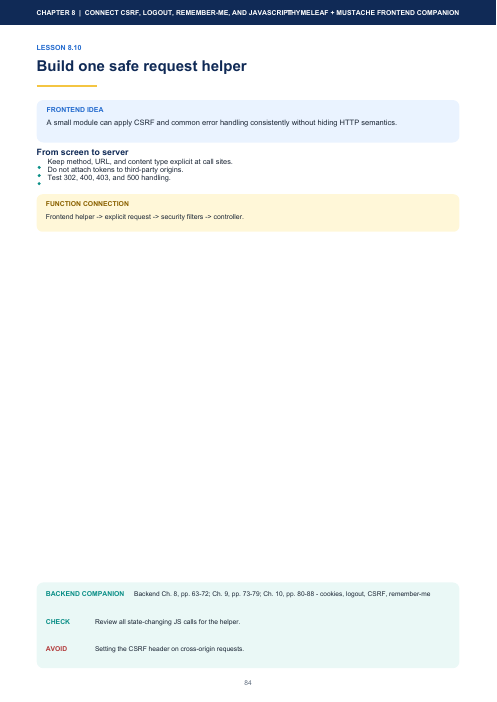 CHAPTER 8 | CONNECT CSRF, LOGOUT, REMEMBER-ME, AND JAVASCRIPT
THYMELEAF + MUSTACHE FRONTEND COMPANION
LESSON 8.10
Build one safe request helper
FRONTEND IDEA
A small module can apply CSRF and common error handling consistently without hiding HTTP semantics.
From screen to server
Keep method, URL, and content type explicit at call sites.
Do not attach tokens to third-party origins.
Test 302, 400, 403, and 500 handling.
FUNCTION CONNECTION
Frontend helper -> explicit request -> security filters -> controller.
BACKEND COMPANION Backend Ch. 8, pp. 63-72; Ch. 9, pp. 73-79; Ch. 10, pp. 80-88 - cookies, logout, CSRF, remember-me
CHECK Review all state-changing JS calls for the helper.
AVOID Setting the CSRF header on cross-origin requests.
84